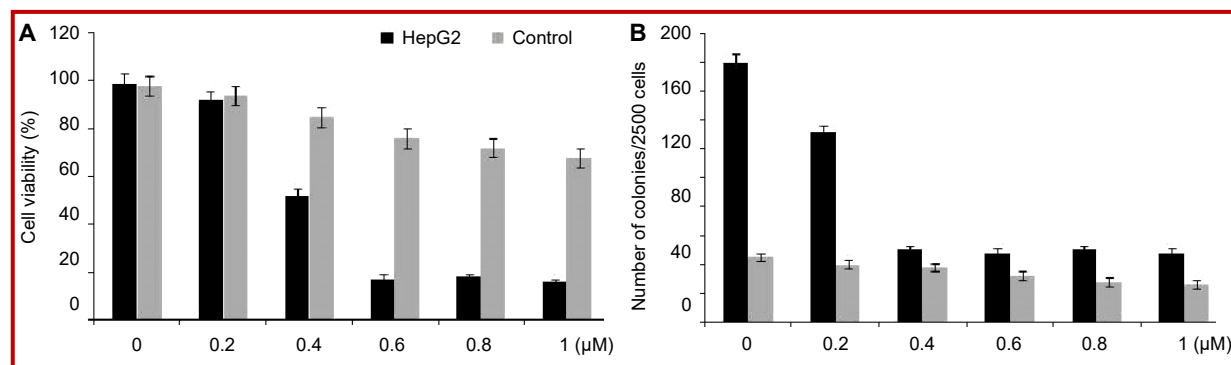 A
120
100
80
60
40
20
0
Cell viability (%)
HepG2
Control
0 0.2 0.4 0.6 0.8 1 (µM)
B
200
160
120
80
40
0
Number of colonies/2500 cells
0 0.2 0.4 0.6 0.8 1 (µM)